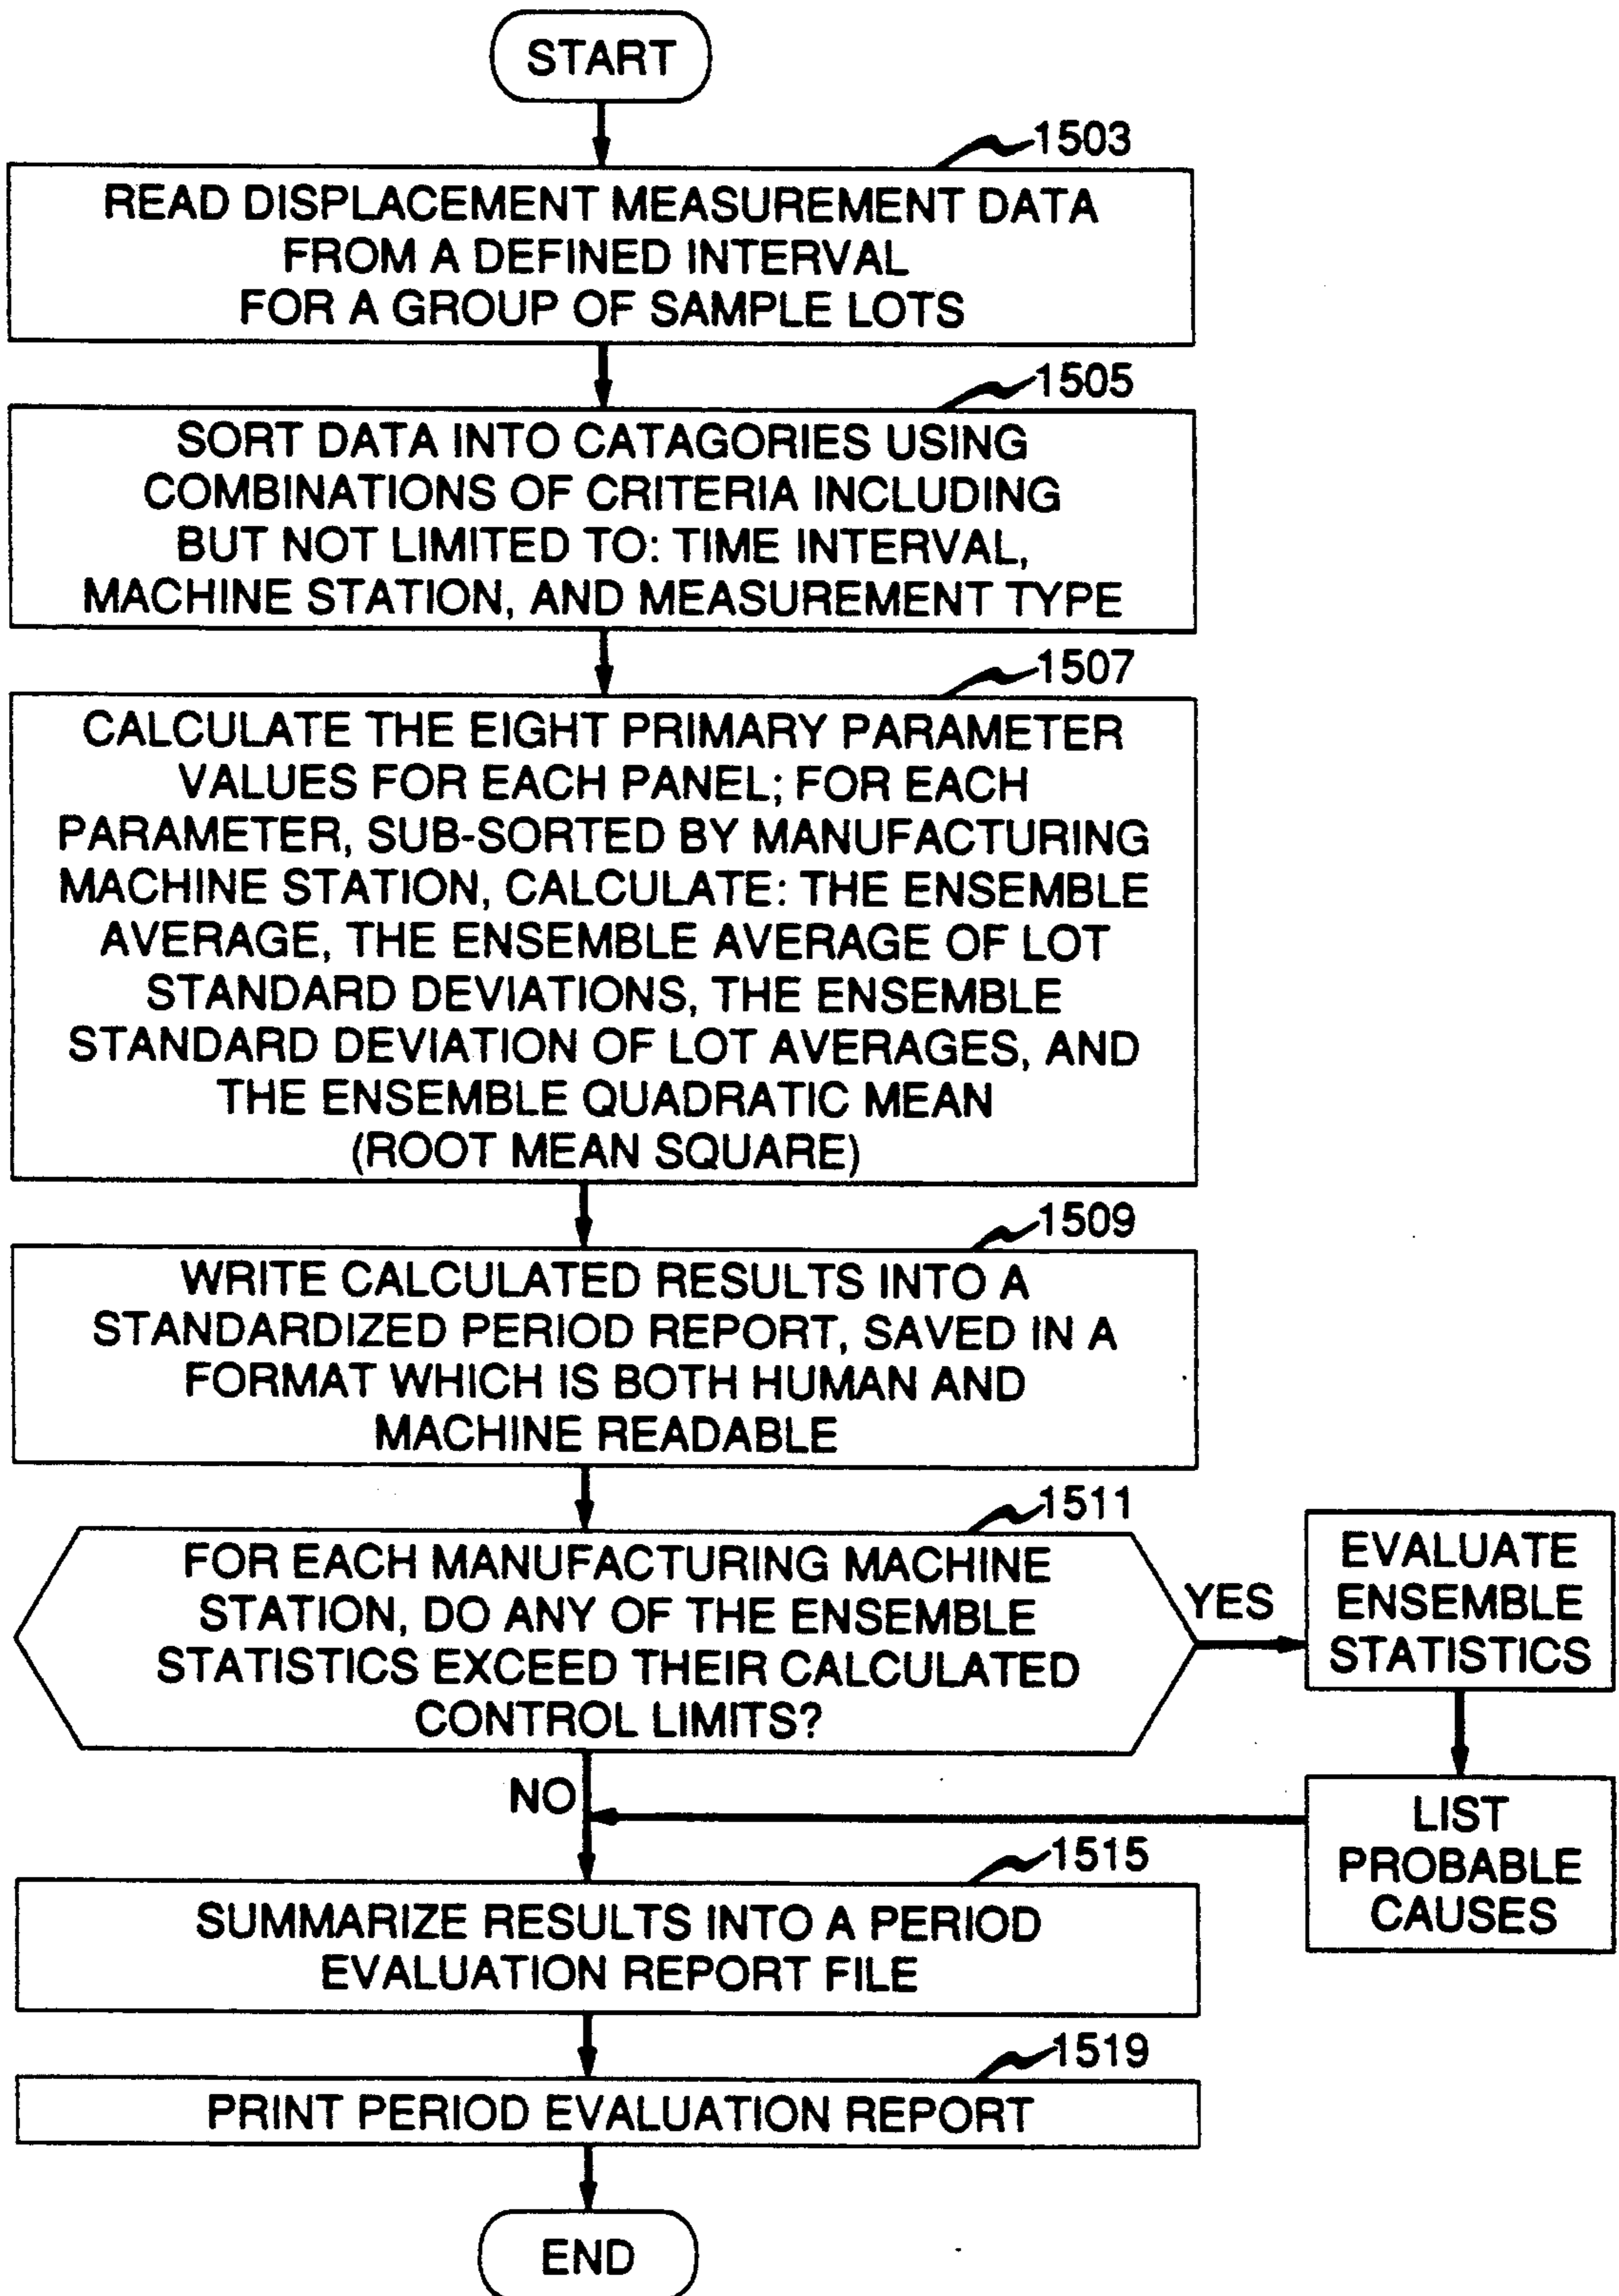 START
1503
READ DISPLACEMENT MEASUREMENT DATA
FROM A DEFINED INTERVAL
FOR A GROUP OF SAMPLE LOTS
1505
SORT DATA INTO CATAGORIES USING
COMBINATIONS OF CRITERIA INCLUDING
BUT NOT LIMITED TO: TIME INTERVAL,
MACHINE STATION, AND MEASUREMENT TYPE
1507
CALCULATE THE EIGHT PRIMARY PARAMETER
VALUES FOR EACH PANEL; FOR EACH
PARAMETER, SUB-SORTED BY MANUFACTURING
MACHINE STATION, CALCULATE: THE ENSEMBLE
AVERAGE, THE ENSEMBLE AVERAGE OF LOT
STANDARD DEVIATIONS, THE ENSEMBLE
STANDARD DEVIATION OF LOT AVERAGES, AND
THE ENSEMBLE QUADRATIC MEAN
(ROOT MEAN SQUARE)
1509
WRITE CALCULATED RESULTS INTO A
STANDARDIZED PERIOD REPORT, SAVED IN A
FORMAT WHICH IS BOTH HUMAN AND
MACHINE READABLE
1511
FOR EACH MANUFACTURING MACHINE
STATION, DO ANY OF THE ENSEMBLE
STATISTICS EXCEED THEIR CALCULATED
CONTROL LIMITS?
YES
EVALUATE
ENSEMBLE
STATISTICS
NO
LIST
PROBABLE
CAUSES
1515
SUMMARIZE RESULTS INTO A PERIOD
EVALUATION REPORT FILE
1519
PRINT PERIOD EVALUATION REPORT
END